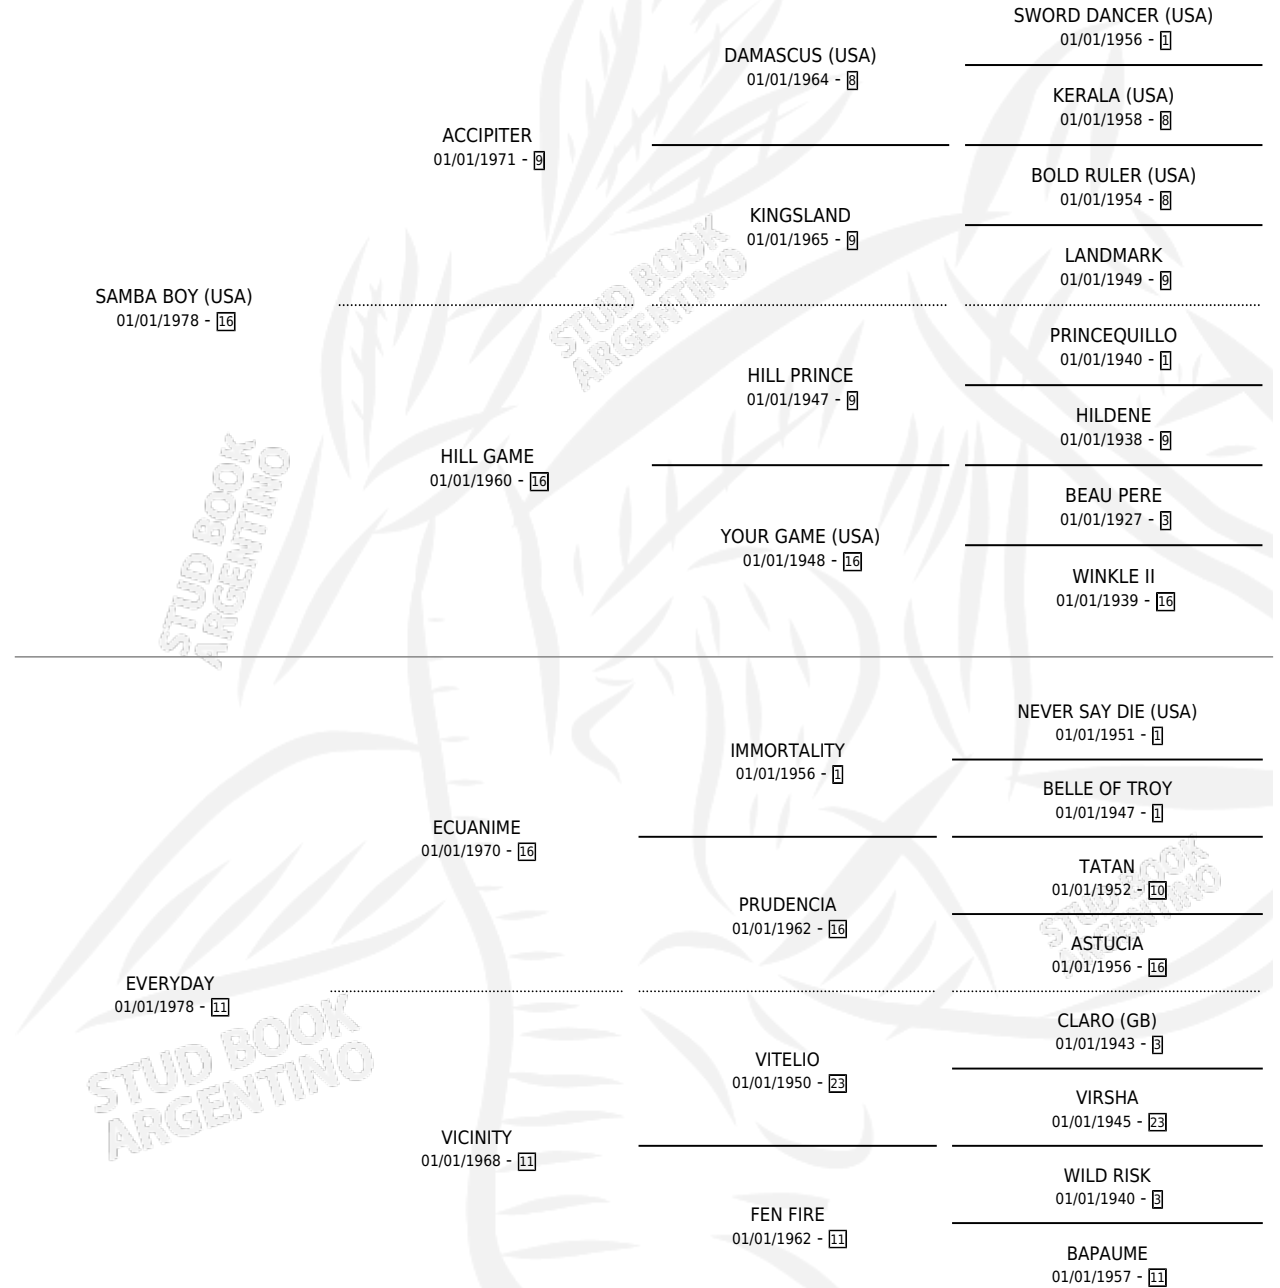 SWORD DANCER (USA)
01/01/1956 - 1
DAMASCUS (USA)
01/01/1964 - 8
KERALA (USA)
01/01/1958 - 8
ACCIPITER
01/01/1971 - 9
BOLD RULER (USA)
01/01/1954 - 8
KINGSLAND
01/01/1965 - 9
LANDMARK
01/01/1949 - 9
SAMBA BOY (USA)
01/01/1978 - 16
PRINCEQUILLO
01/01/1940 - 1
HILL PRINCE
01/01/1947 - 9
HILDENE
01/01/1938 - 9
HILL GAME
01/01/1960 - 16
BEAU PERE
01/01/1927 - 3
YOUR GAME (USA)
01/01/1948 - 16
WINKLE II
01/01/1939 - 16
NEVER SAY DIE (USA)
01/01/1951 - 1
IMMORTALITY
01/01/1956 - 1
BELLE OF TROY
01/01/1947 - 1
ECUANIME
01/01/1970 - 16
TATAN
01/01/1952 - 10
PRUDENCIA
01/01/1962 - 16
ASTUCIA
01/01/1956 - 16
EVERYDAY
01/01/1978 - 11
CLARO (GB)
01/01/1943 - 3
VITELIO
01/01/1950 - 23
VIRSHA
01/01/1945 - 23
VICINITY
01/01/1968 - 11
WILD RISK
01/01/1940 - 3
FEN FIRE
01/01/1962 - 11
BAPAUME
01/01/1957 - 11
STUD BOOK
ARGENTINO
STUD BOOK
ARGENTINO
STUD BOOK
ARGENTINO
STUD BOOK
ARGENTINO